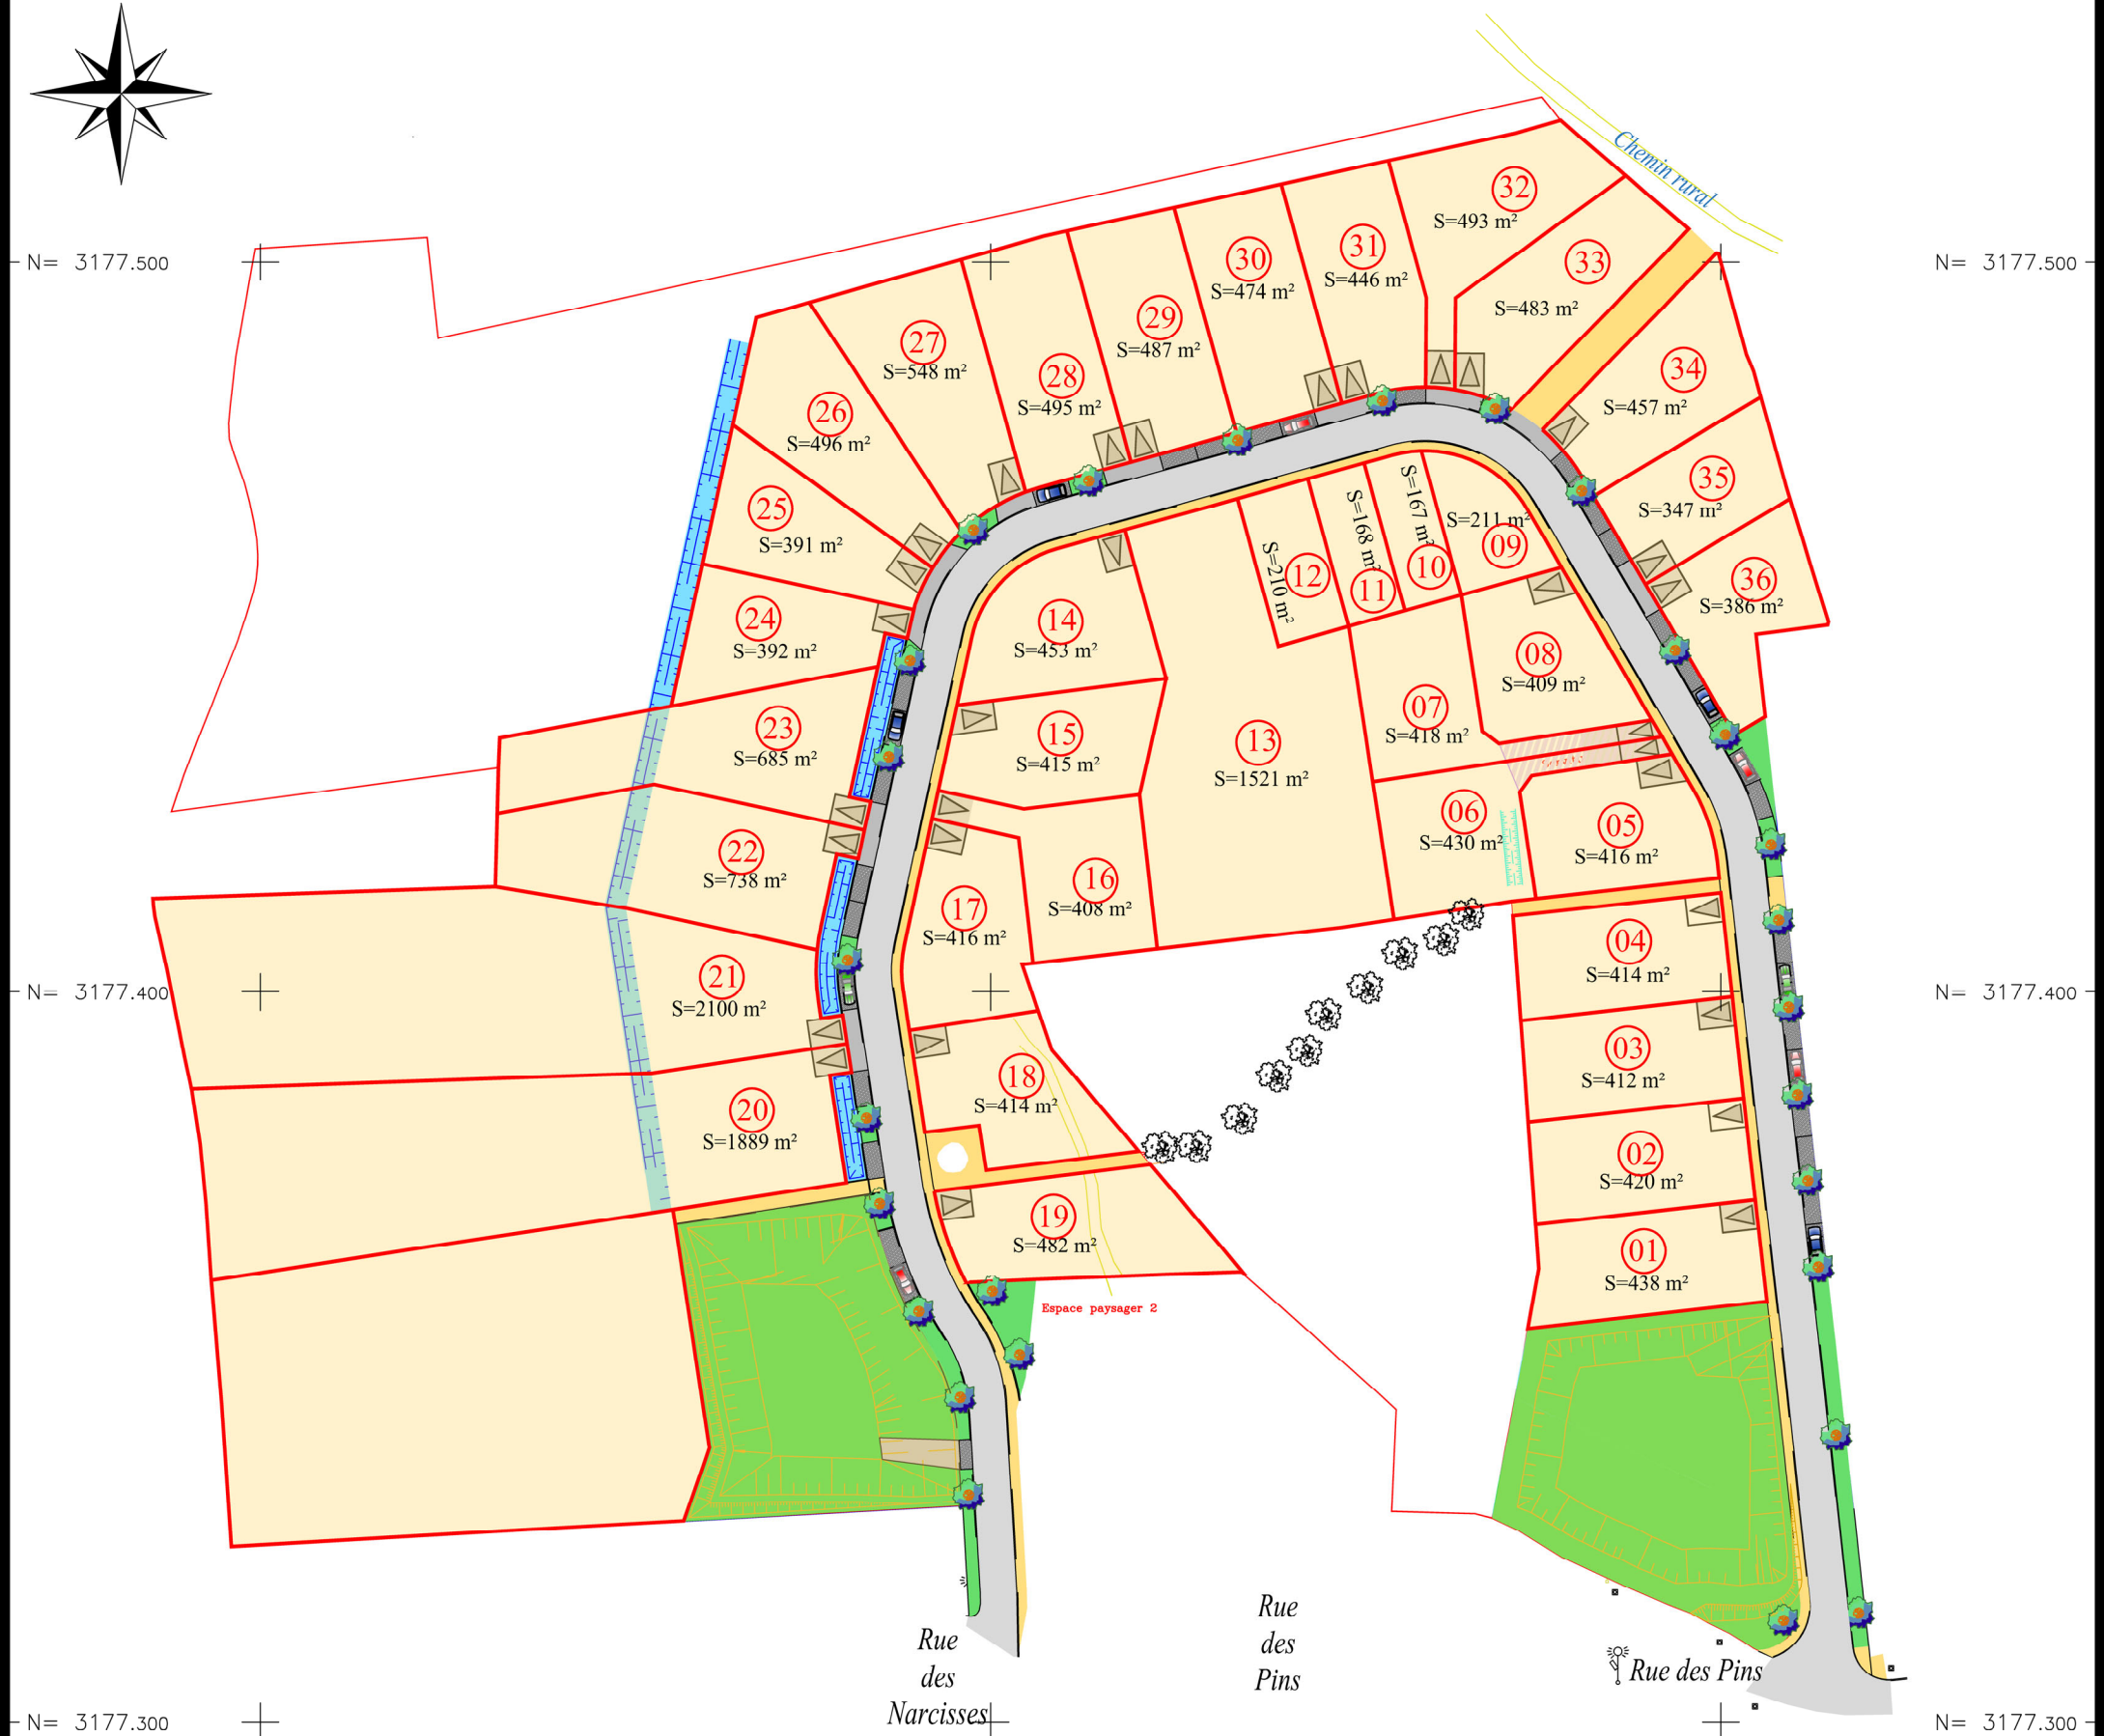 Chemin rural
N= 3177.500
N= 3177.500
32
S=493 m²
33
S=483 m²
31
S=446 m²
30
S=474 m²
29
S=487 m²
28
S=495 m²
27
S=548 m²
26
S=496 m²
25
S=391 m²
24
S=392 m²
23
S=685 m²
22
S=738 m²
21
S=2100 m²
20
S=1889 m²
34
S=457 m²
35
S=347 m²
36
S=386 m²
S=211 m²
09
S=167 m²
10
S=168 m²
11
S=210 m²
12
14
S=453 m²
15
S=415 m²
13
S=1521 m²
08
S=409 m²
07
S=418 m²
06
S=430 m²
05
S=416 m²
16
S=408 m²
17
S=416 m²
04
S=414 m²
N= 3177.400
N= 3177.400
03
S=412 m²
18
S=414 m²
02
S=420 m²
19
S=482 m²
01
S=438 m²
Espace paysager 2
Rue
des
Narcisses
Rue
des
Pins
Rue des Pins
N= 3177.300
N= 3177.300